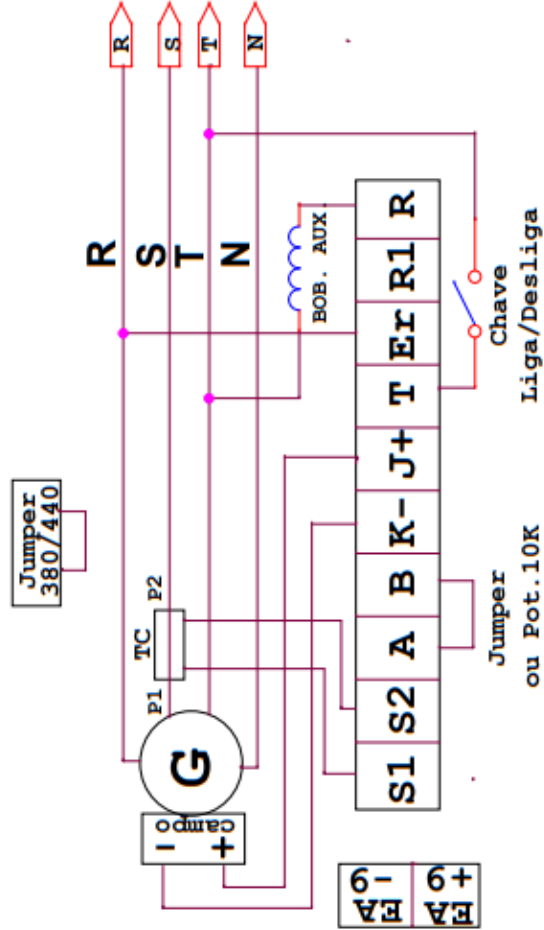 R
S
T
N
R
S
T
N
Jumper
380/440
TC
P1
P2
G
campo
-
+
BOB. AUX
S1
S2
A
B
K-
J+
T
Er
R1
R
Jumper
ou Pot.10K
Chave
Liga/Desliga
EA
9-
EA
9+